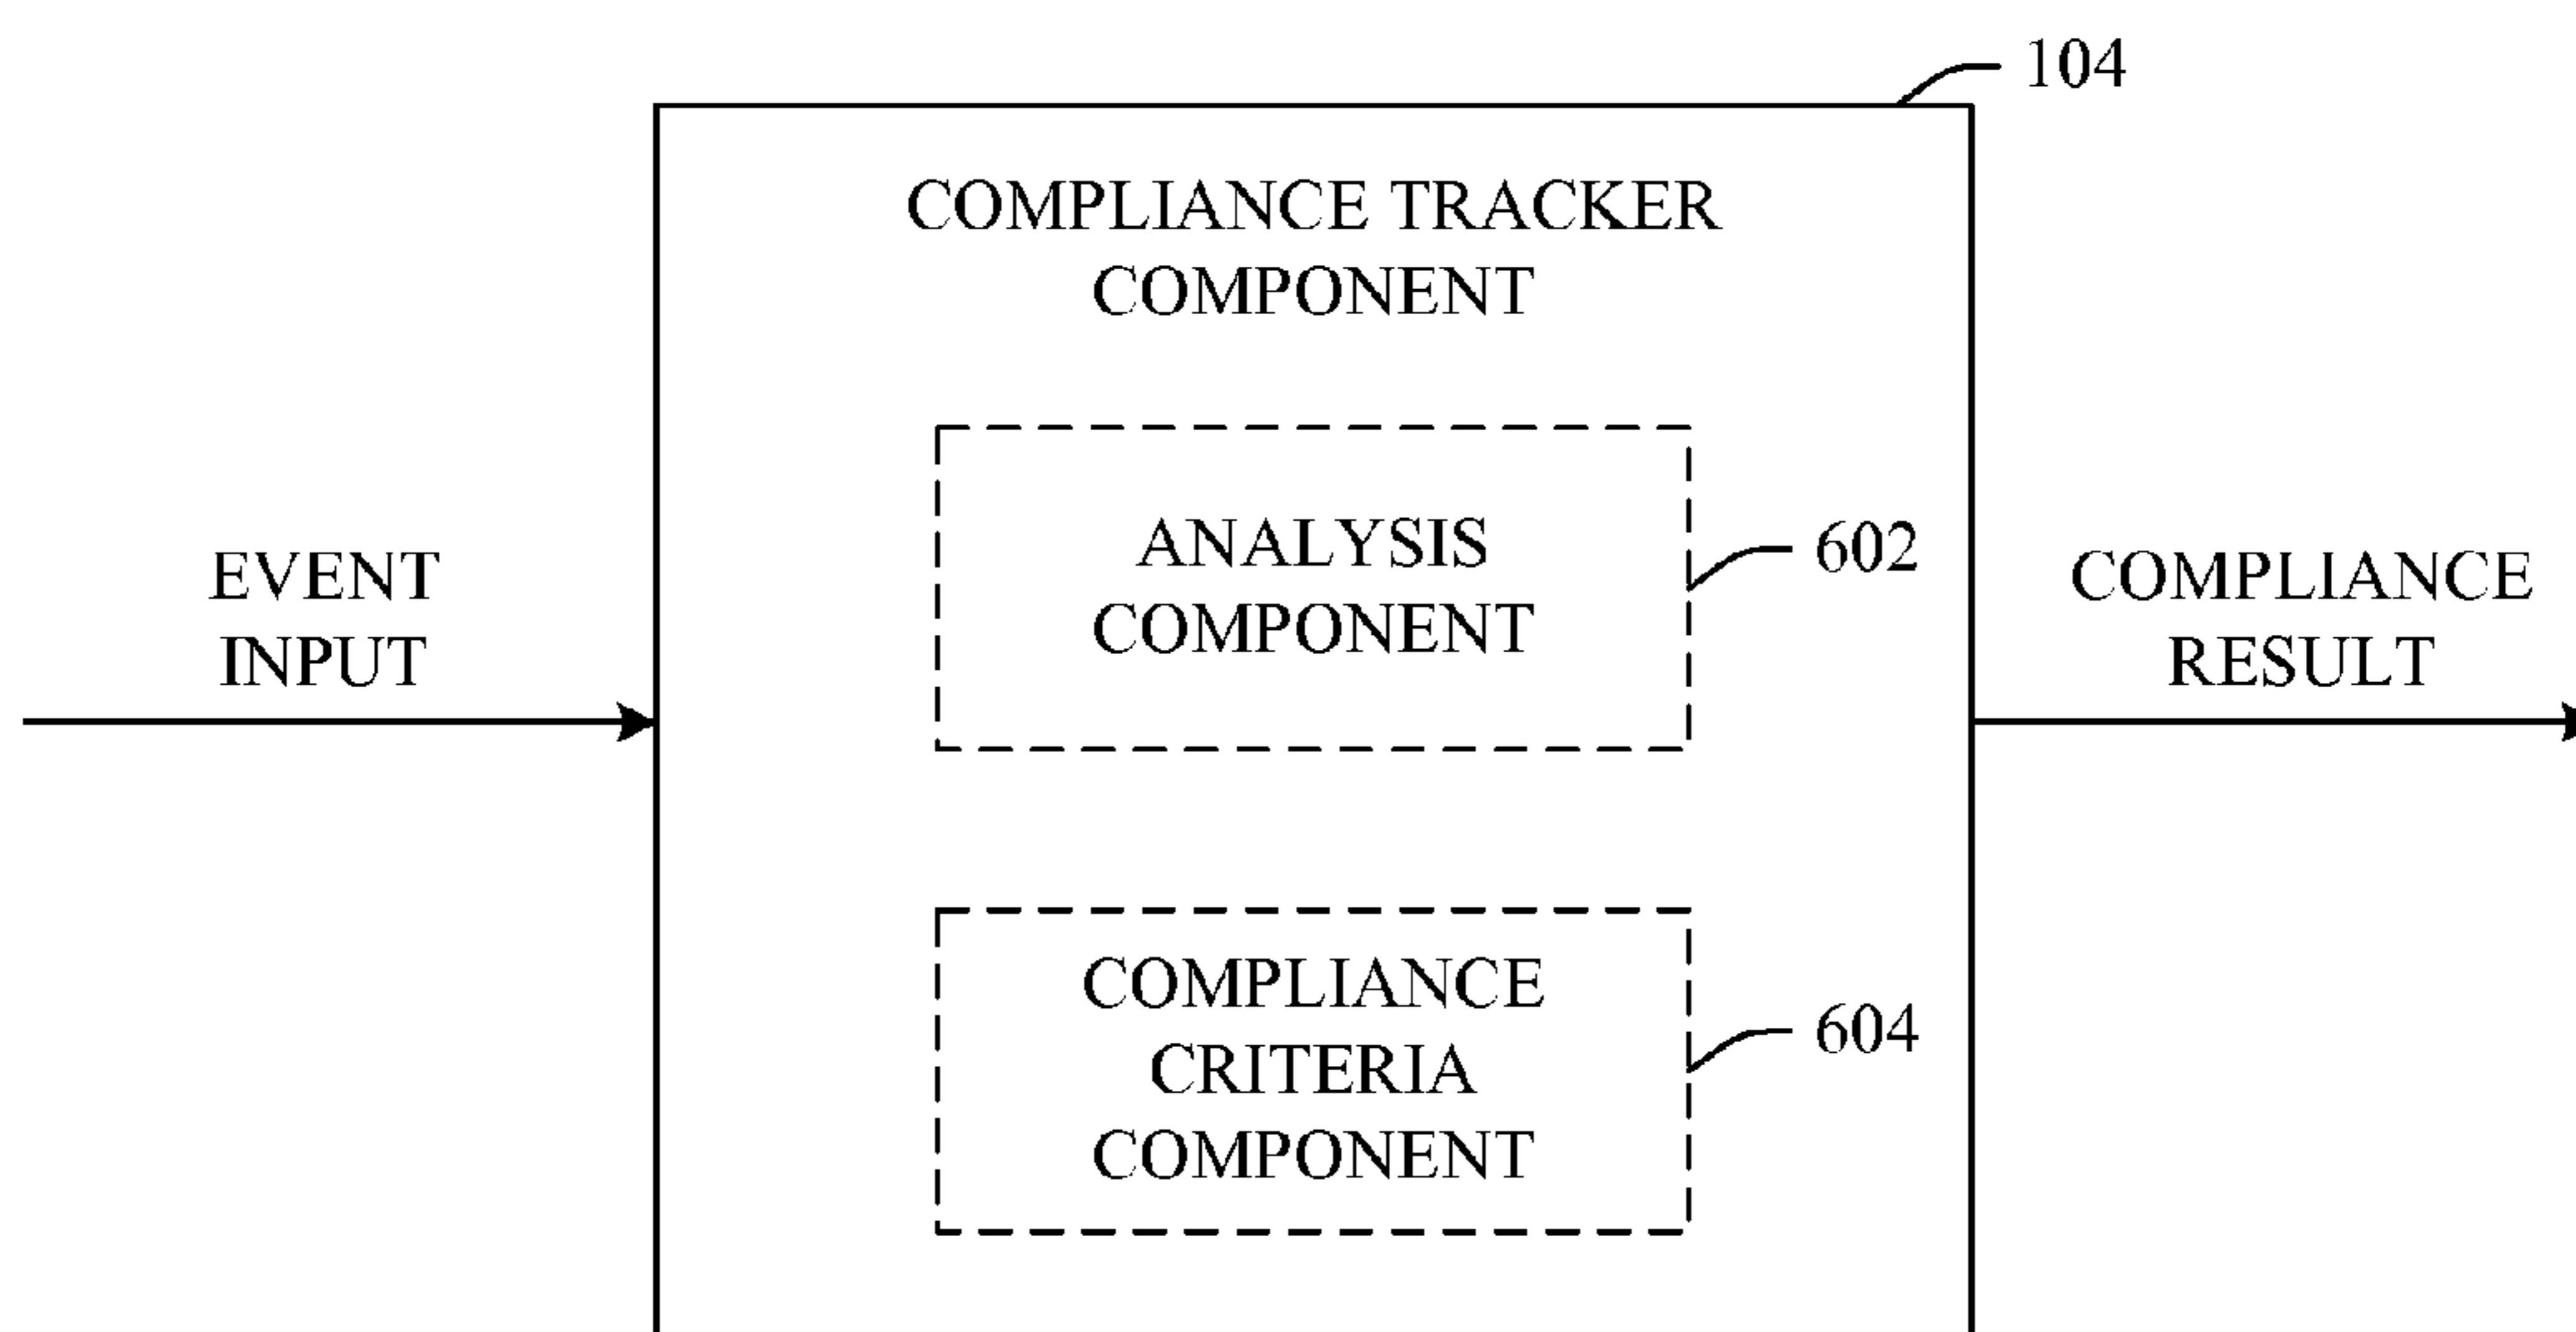 104
COMPLIANCE TRACKER
COMPONENT
EVENT
INPUT
ANALYSIS
COMPONENT
602
COMPLIANCE
RESULT
COMPLIANCE
CRITERIA
COMPONENT
604